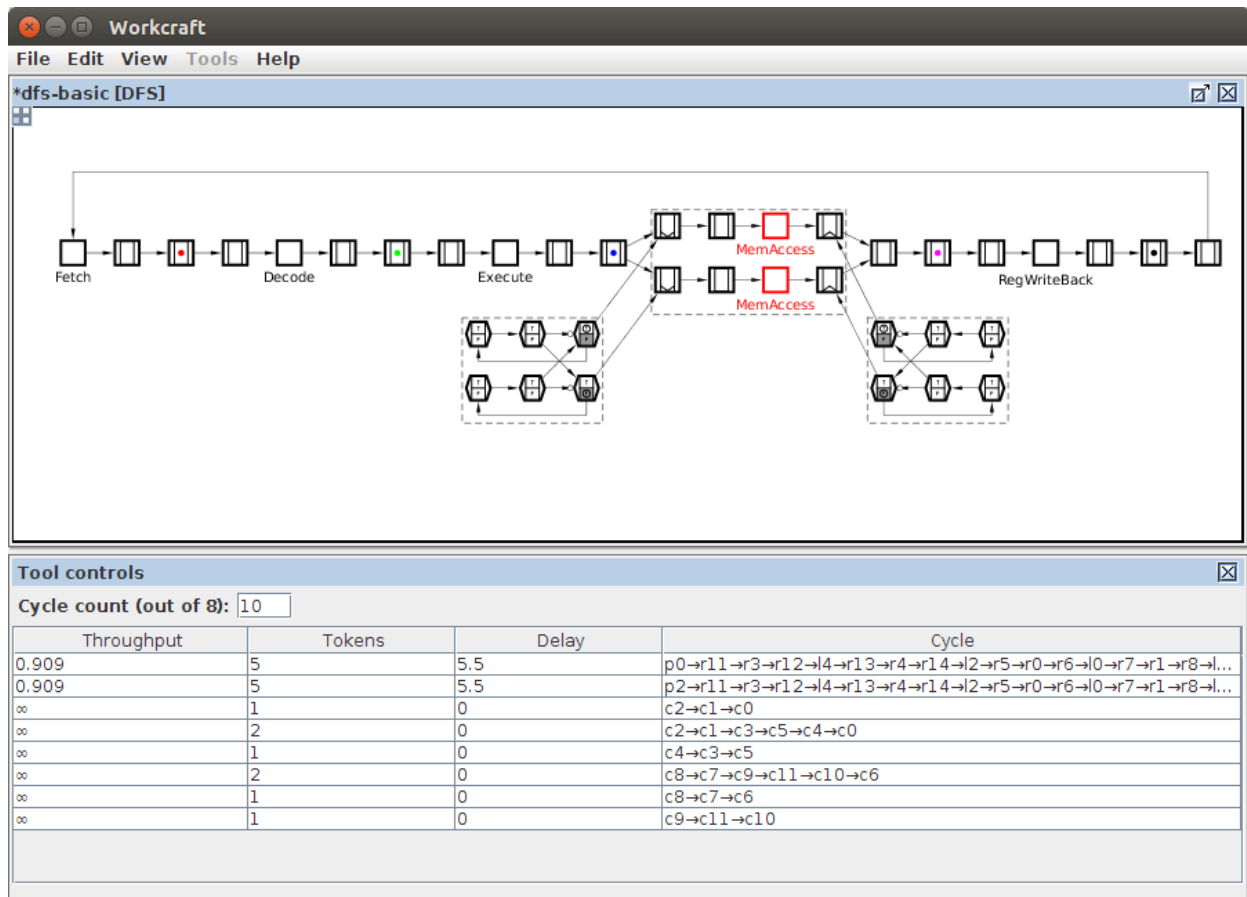 Workcraft
File Edit View Tools Help
*dfs-basic [DFS]
MemAccess
Fetch
Decode
Execute
RegWriteBack
MemAccess
Tool controls
Cycle count (out of 8): 10
Throughput Tokens Delay Cycle
0.909 5 5.5 p0→r11→r3→r12→l4→r13→r4→r14→l2→r5→r0→r6→l0→r7→r1→r8→l...
0.909 5 5.5 p2→r11→r3→r12→l4→r13→r4→r14→l2→r5→r0→r6→l0→r7→r1→r8→l...
∞ 1 0 c2→c1→c0
∞ 2 0 c2→c1→c3→c5→c4→c0
∞ 1 0 c4→c3→c5
∞ 2 0 c8→c7→c9→c11→c10→c6
∞ 1 0 c8→c7→c6
∞ 1 0 c9→c11→c10